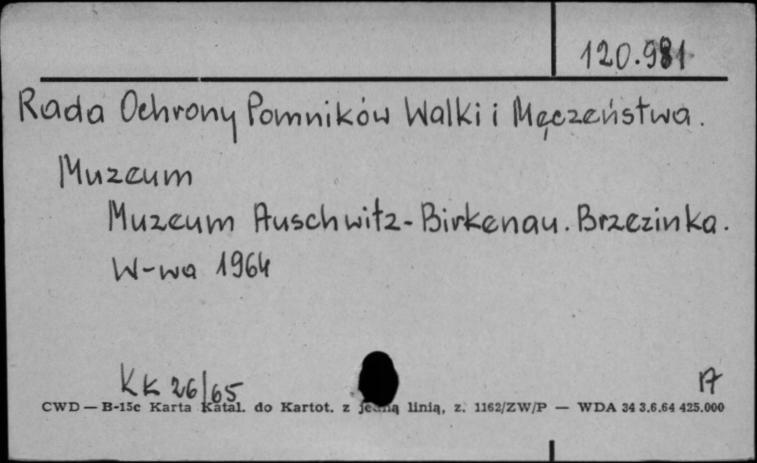 120.981
Rada Ochrony Pomników Walki i Męczeństwa.
Muzeum
Muzeum Auschwitz-Birkenau. Brzezinka.
W-wa 1964
KK 26/65
CWD — B-15c Karta Katal. do Kartot. z jedną linią, z. 1162/ZW/P — WDA 34 3.6.64 425.000